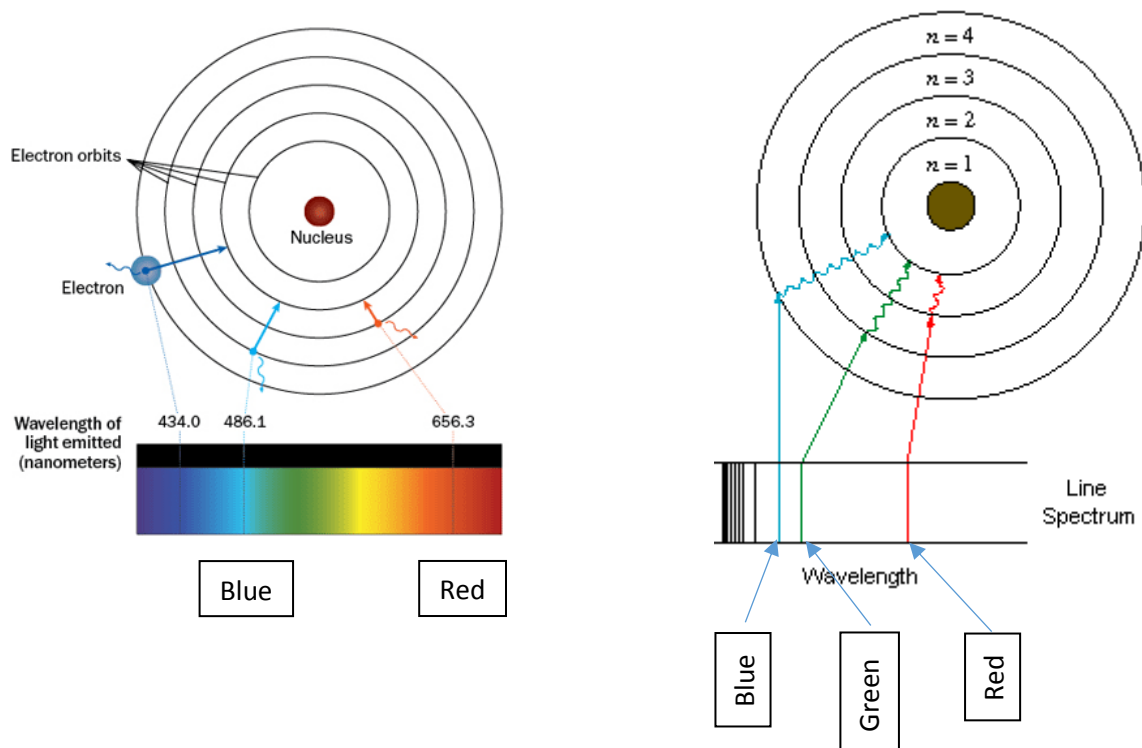 Electron orbits
Nucleus
Electron
Wavelength of
light emitted
(nanometers)
434.0
486.1
656.3
Blue
Red
n = 4
n = 3
n = 2
n = 1
Line
Spectrum
Wavelength
Blue
Green
Red